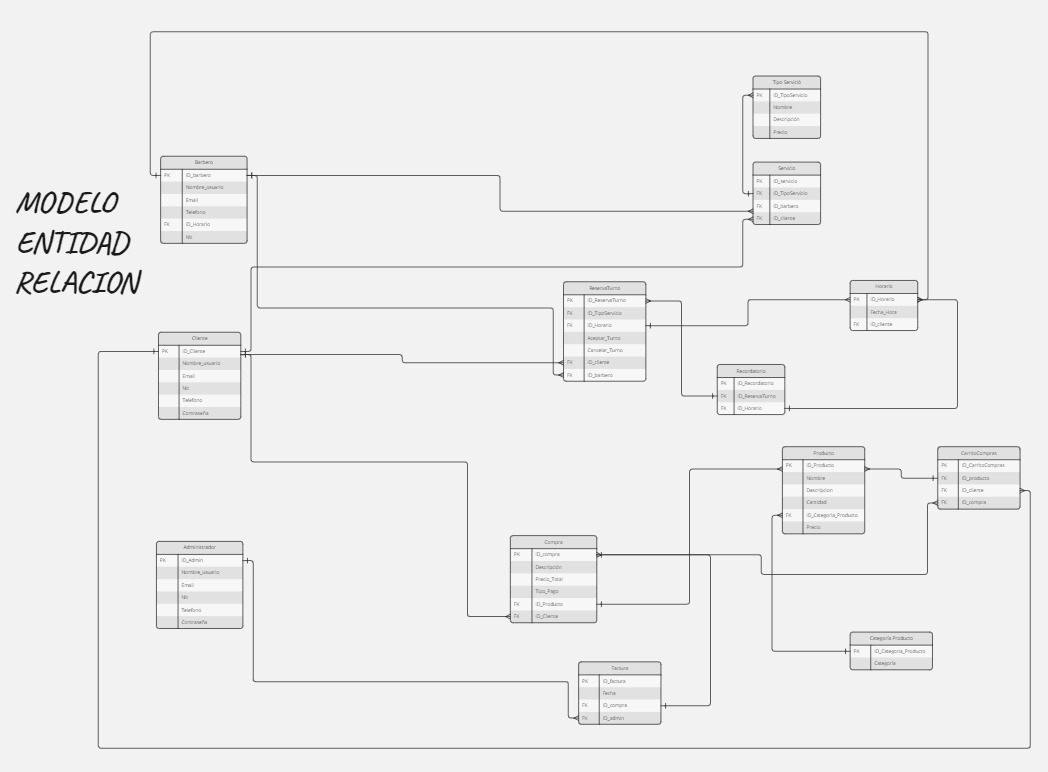 MODELO
ENTIDAD
RELACION
Tipo Servició
PK ID_TipoServicio
Nombre
Descripción
Precio
Barbero
PK ID_barbero
Nombre_usuario
Email
Telefono
FK ID_Horario
Nit
Servicio
PK ID_servicio
FK ID_TipoServicio
FK ID_barbero
FK ID_cliente
ReservaTurno
PK ID_ReservaTurno
FK ID_TipoServicio
FK ID_Horario
Aceptar_Turno
Cancelar_Turno
FK ID_cliente
FK ID_barbero
Horario
PK ID_Horario
Fecha_Hora
FK ID_cliente
Cliente
PK ID_Cliente
Nombre_usuario
Email
Nit
Telefono
Contraseña
Recordatorio
PK ID_Recordatorio
FK ID_ReservaTurno
FK ID_Horario
Producto
PK ID_Producto
Nombre
Descripcion
Cantidad
FK ID_Categoria_Producto
Precio
CarritoCompras
PK ID_CarritoCompras
FK ID_producto
FK ID_cliente
FK ID_compra
Administrador
PK ID_Admin
Nombre_usuario
Email
Nit
Telefono
Contraseña
Compra
PK ID_compra
Descripción
Precio_Total
Tipo_Pago
FK ID_Producto
FK ID_Cliente
Categoria Producto
PK ID_Categoria_Producto
Categoria
Factura
PK ID_factura
Fecha
FK ID_compra
FK ID_admin